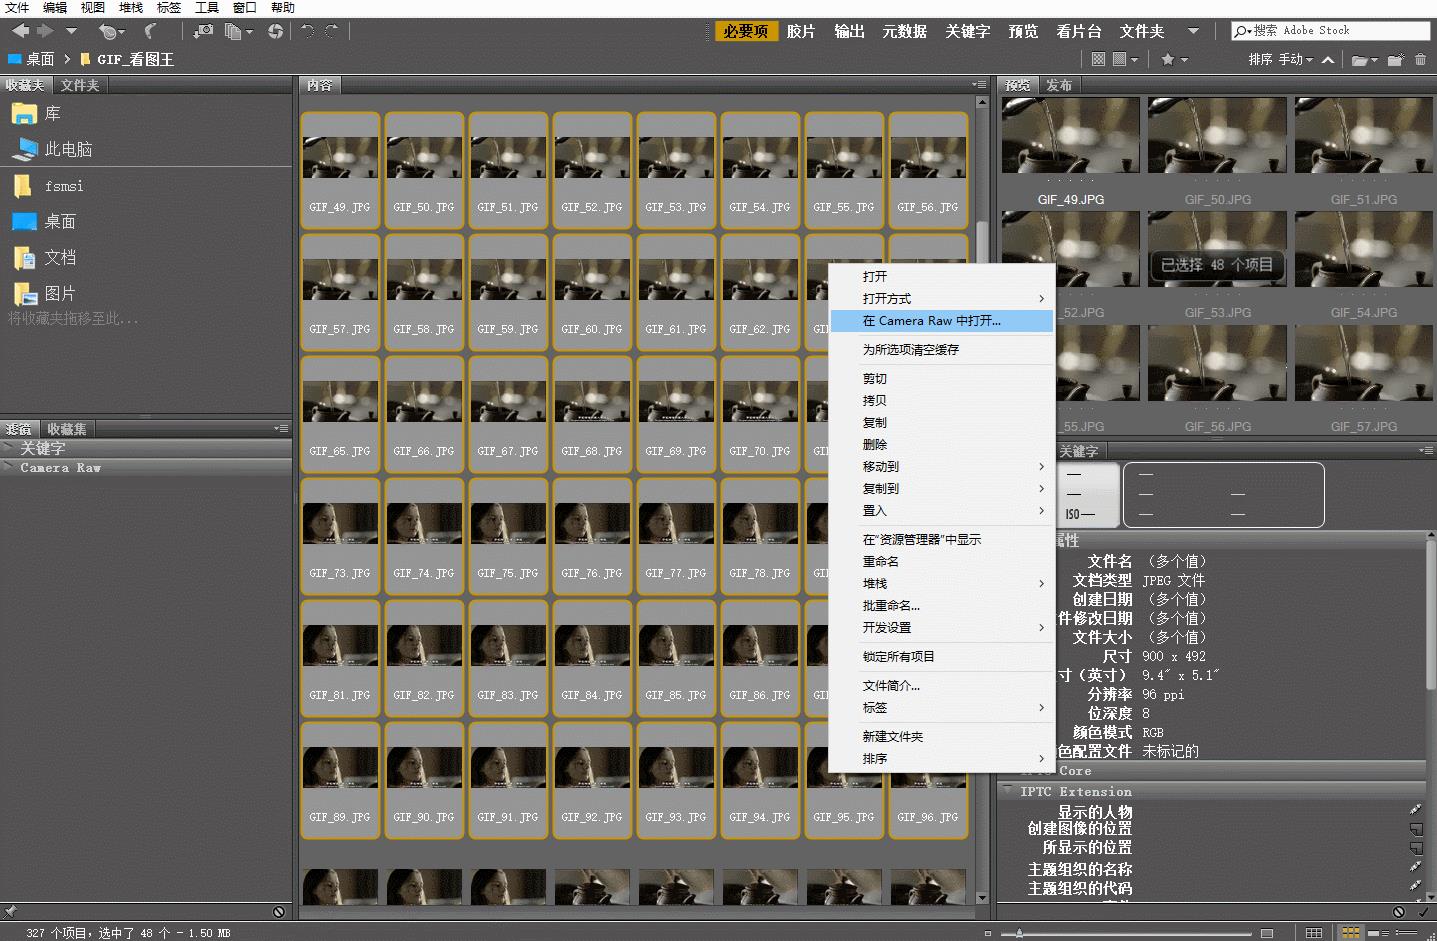 文件 编辑 视图 堆栈 标签 工具 窗口 帮助
必要项 胶片 输出 元数据 关键字 预览 看片台 文件夹
搜索 Adobe Stock
桌面 GIF_看图王
排序 手动
收藏夹 文件夹
内容
预览 发布
库
此电脑
fsmsi
桌面
文档
图片
将收藏夹拖移至此...
滤镜 收藏集
关键字
Camera Raw
GIF_49.JPG GIF_50.JPG GIF_51.JPG GIF_52.JPG GIF_53.JPG GIF_54.JPG GIF_55.JPG GIF_56.JPG
GIF_57.JPG GIF_58.JPG GIF_59.JPG GIF_60.JPG GIF_61.JPG GIF_62.JPG
GIF_65.JPG GIF_66.JPG GIF_67.JPG GIF_68.JPG GIF_69.JPG GIF_70.JPG
GIF_73.JPG GIF_74.JPG GIF_75.JPG GIF_76.JPG GIF_77.JPG GIF_78.JPG
GIF_81.JPG GIF_82.JPG GIF_83.JPG GIF_84.JPG GIF_85.JPG GIF_86.JPG
GIF_89.JPG GIF_90.JPG GIF_91.JPG GIF_92.JPG GIF_93.JPG GIF_94.JPG GIF_95.JPG GIF_96.JPG
打开
打开方式
在 Camera Raw 中打开...
为所选项清空缓存
剪切
拷贝
复制
删除
移动到
复制到
置入
在“资源管理器”中显示
重命名
堆栈
批重命名...
开发设置
锁定所有项目
文件简介...
标签
新建文件夹
排序
GIF_49.JPG GIF_50.JPG GIF_51.JPG
已选择 48 个项目
_52.JPG GIF_53.JPG GIF_54.JPG
_55.JPG GIF_56.JPG GIF_57.JPG
关键字
ISO—
属性
文件名 （多个值）
文档类型 JPEG 文件
创建日期 （多个值）
件修改日期 （多个值）
文件大小 （多个值）
尺寸 900 x 492
寸（英寸） 9.4" x 5.1"
分辨率 96 ppi
位深度 8
颜色模式 RGB
色配置文件 未标记的
Core
IPTC Extension
显示的人物
创建图像的位置
所显示的位置
主题组织的名称
主题组织的代码
327 个项目，选中了 48 个 - 1.50 MB